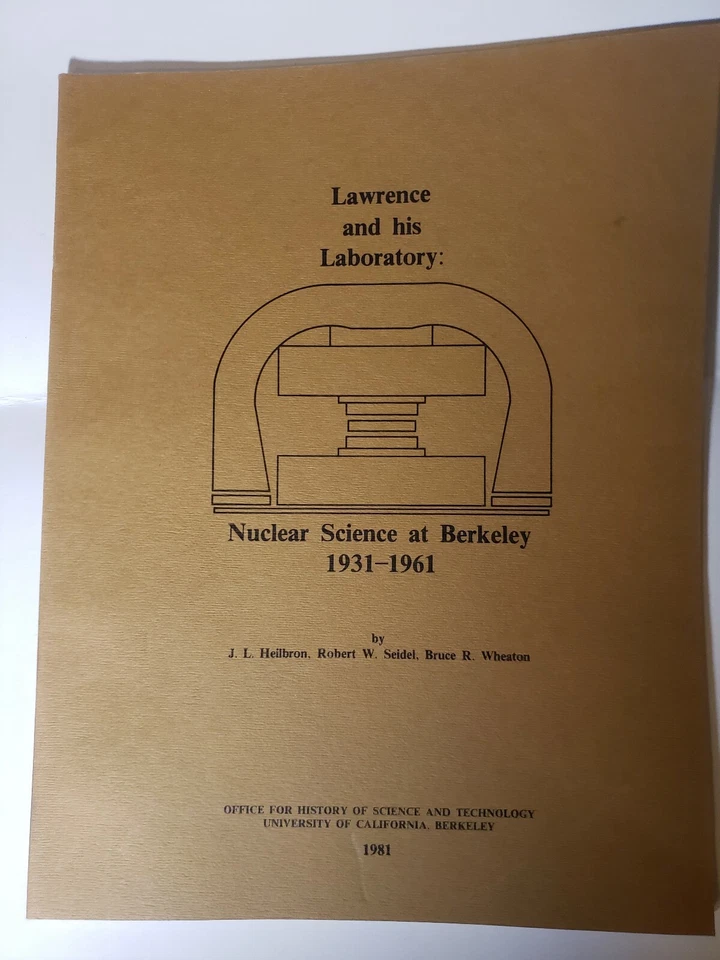 Lawrence
and his
Laboratory:
Nuclear Science at Berkeley
1931–1961
by
J. L. Heilbron, Robert W. Seidel, Bruce R. Wheaton
OFFICE FOR HISTORY OF SCIENCE AND TECHNOLOGY
UNIVERSITY OF CALIFORNIA, BERKELEY
1981